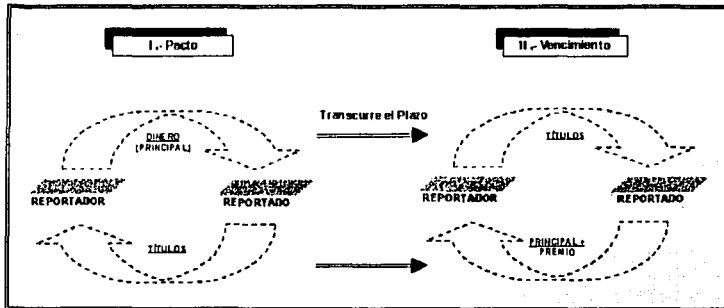 I.- Pacto
II.- Vencimiento
Transcurre el Plazo
DINERO
(PRINCIPAL)
REPORTADOR
REPORTADO
TÍTULOS
TÍTULOS
REPORTADOR
REPORTADO
PRINCIPAL +
PREMIO